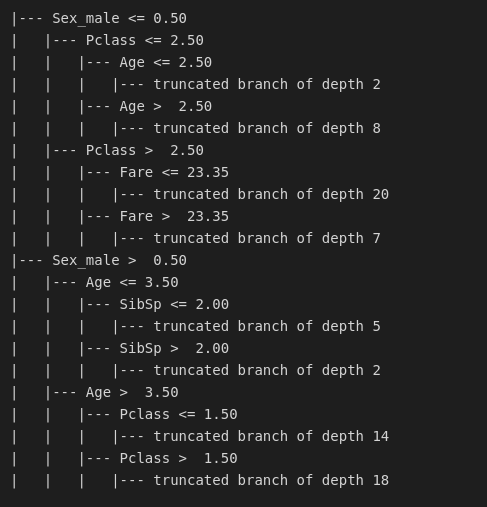 |--- Sex_male <= 0.50
|   |--- Pclass <= 2.50
|   |   |--- Age <= 2.50
|   |   |   |--- truncated branch of depth 2
|   |   |--- Age >  2.50
|   |   |   |--- truncated branch of depth 8
|   |--- Pclass >  2.50
|   |   |--- Fare <= 23.35
|   |   |   |--- truncated branch of depth 20
|   |   |--- Fare >  23.35
|   |   |   |--- truncated branch of depth 7
|--- Sex_male >  0.50
|   |--- Age <= 3.50
|   |   |--- SibSp <= 2.00
|   |   |   |--- truncated branch of depth 5
|   |   |--- SibSp >  2.00
|   |   |   |--- truncated branch of depth 2
|   |--- Age >  3.50
|   |   |--- Pclass <= 1.50
|   |   |   |--- truncated branch of depth 14
|   |   |--- Pclass >  1.50
|   |   |   |--- truncated branch of depth 18